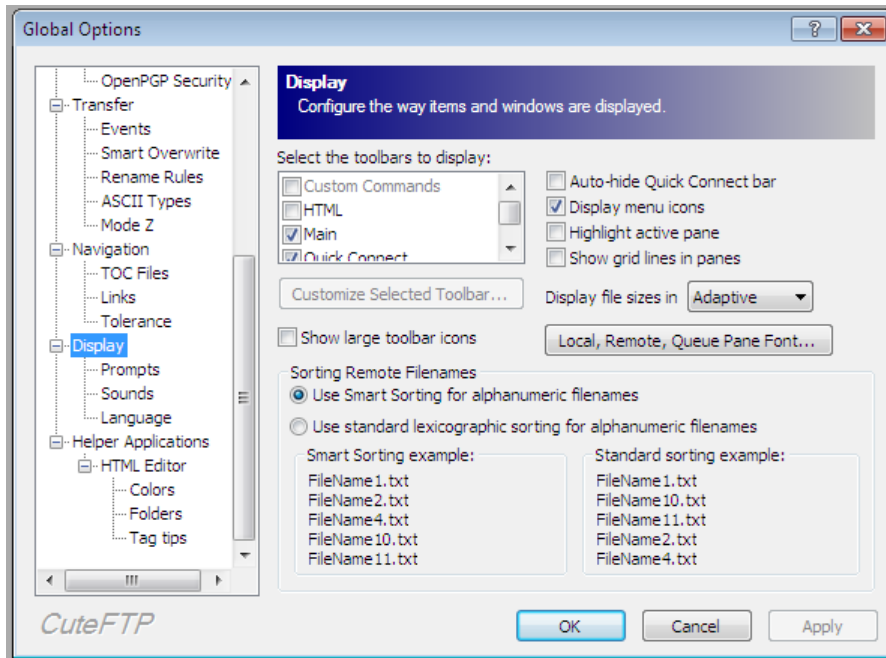 Global Options
OpenPGP Security
Transfer
Events
Smart Overwrite
Rename Rules
ASCII Types
Mode Z
Navigation
TOC Files
Links
Tolerance
Display
Prompts
Sounds
Language
Helper Applications
HTML Editor
Colors
Folders
Tag tips
CuteFTP
Display
Configure the way items and windows are displayed.
Select the toolbars to display:
Custom Commands
HTML
Main
Quick Connect
Customize Selected Toolbar...
Show large toolbar icons
Auto-hide Quick Connect bar
Display menu icons
Highlight active pane
Show grid lines in panes
Display file sizes in Adaptive
Local, Remote, Queue Pane Font...
Sorting Remote Filenames
Use Smart Sorting for alphanumeric filenames
Use standard lexicographic sorting for alphanumeric filenames
Smart Sorting example:
FileName1.txt
FileName2.txt
FileName4.txt
FileName10.txt
FileName11.txt
Standard sorting example:
FileName1.txt
FileName10.txt
FileName11.txt
FileName2.txt
FileName4.txt
OK
Cancel
Apply